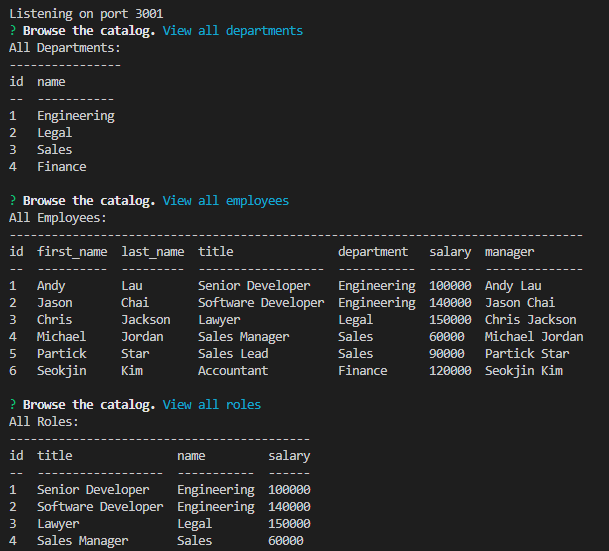 Listening on port 3001
? Browse the catalog. View all departments
All Departments:
----------------
id  name
--  -----------
1   Engineering
2   Legal
3   Sales
4   Finance
? Browse the catalog. View all employees
All Employees:
----------------------------------------------------------------------------------
id  first_name  last_name  title               department   salary  manager
--  ----------  ---------  ------------------  -----------  ------  --------------
1   Andy        Lau        Senior Developer    Engineering  100000  Andy Lau
2   Jason       Chai       Software Developer  Engineering  140000  Jason Chai
3   Chris       Jackson    Lawyer              Legal        150000  Chris Jackson
4   Michael     Jordan     Sales Manager       Sales        60000   Michael Jordan
5   Partick     Star       Sales Lead          Sales        90000   Partick Star
6   Seokjin     Kim        Accountant          Finance      120000  Seokjin Kim
? Browse the catalog. View all roles
All Roles:
-------------------------------------------
id  title               name         salary
--  ------------------  -----------  ------
1   Senior Developer    Engineering  100000
2   Software Developer  Engineering  140000
3   Lawyer              Legal        150000
4   Sales Manager       Sales        60000